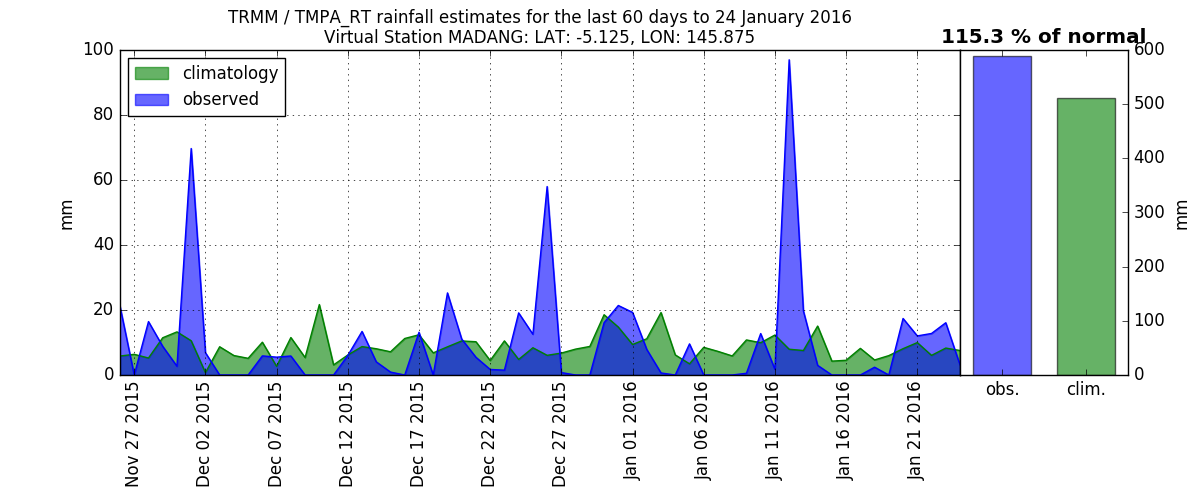 TRMM / TMPA_RT rainfall estimates for the last 60 days to 24 January 2016
Virtual Station MADANG: LAT: -5.125, LON: 145.875
115.3 % of normal
climatology
observed
100
80
60
40
20
0
mm
Nov 27 2015
Dec 02 2015
Dec 07 2015
Dec 12 2015
Dec 17 2015
Dec 22 2015
Dec 27 2015
Jan 01 2016
Jan 06 2016
Jan 11 2016
Jan 16 2016
Jan 21 2016
600
500
400
300
200
100
0
mm
obs.
clim.